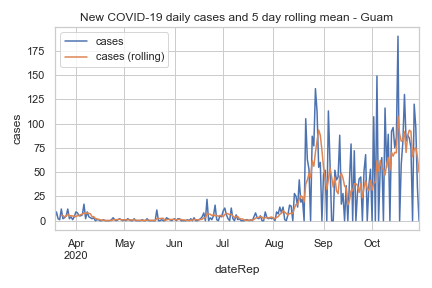 New COVID-19 daily cases and 5 day rolling mean - Guam
cases
cases (rolling)
cases
175
150
125
100
75
50
25
0
Apr May Jun Jul Aug Sep Oct
2020
dateRep